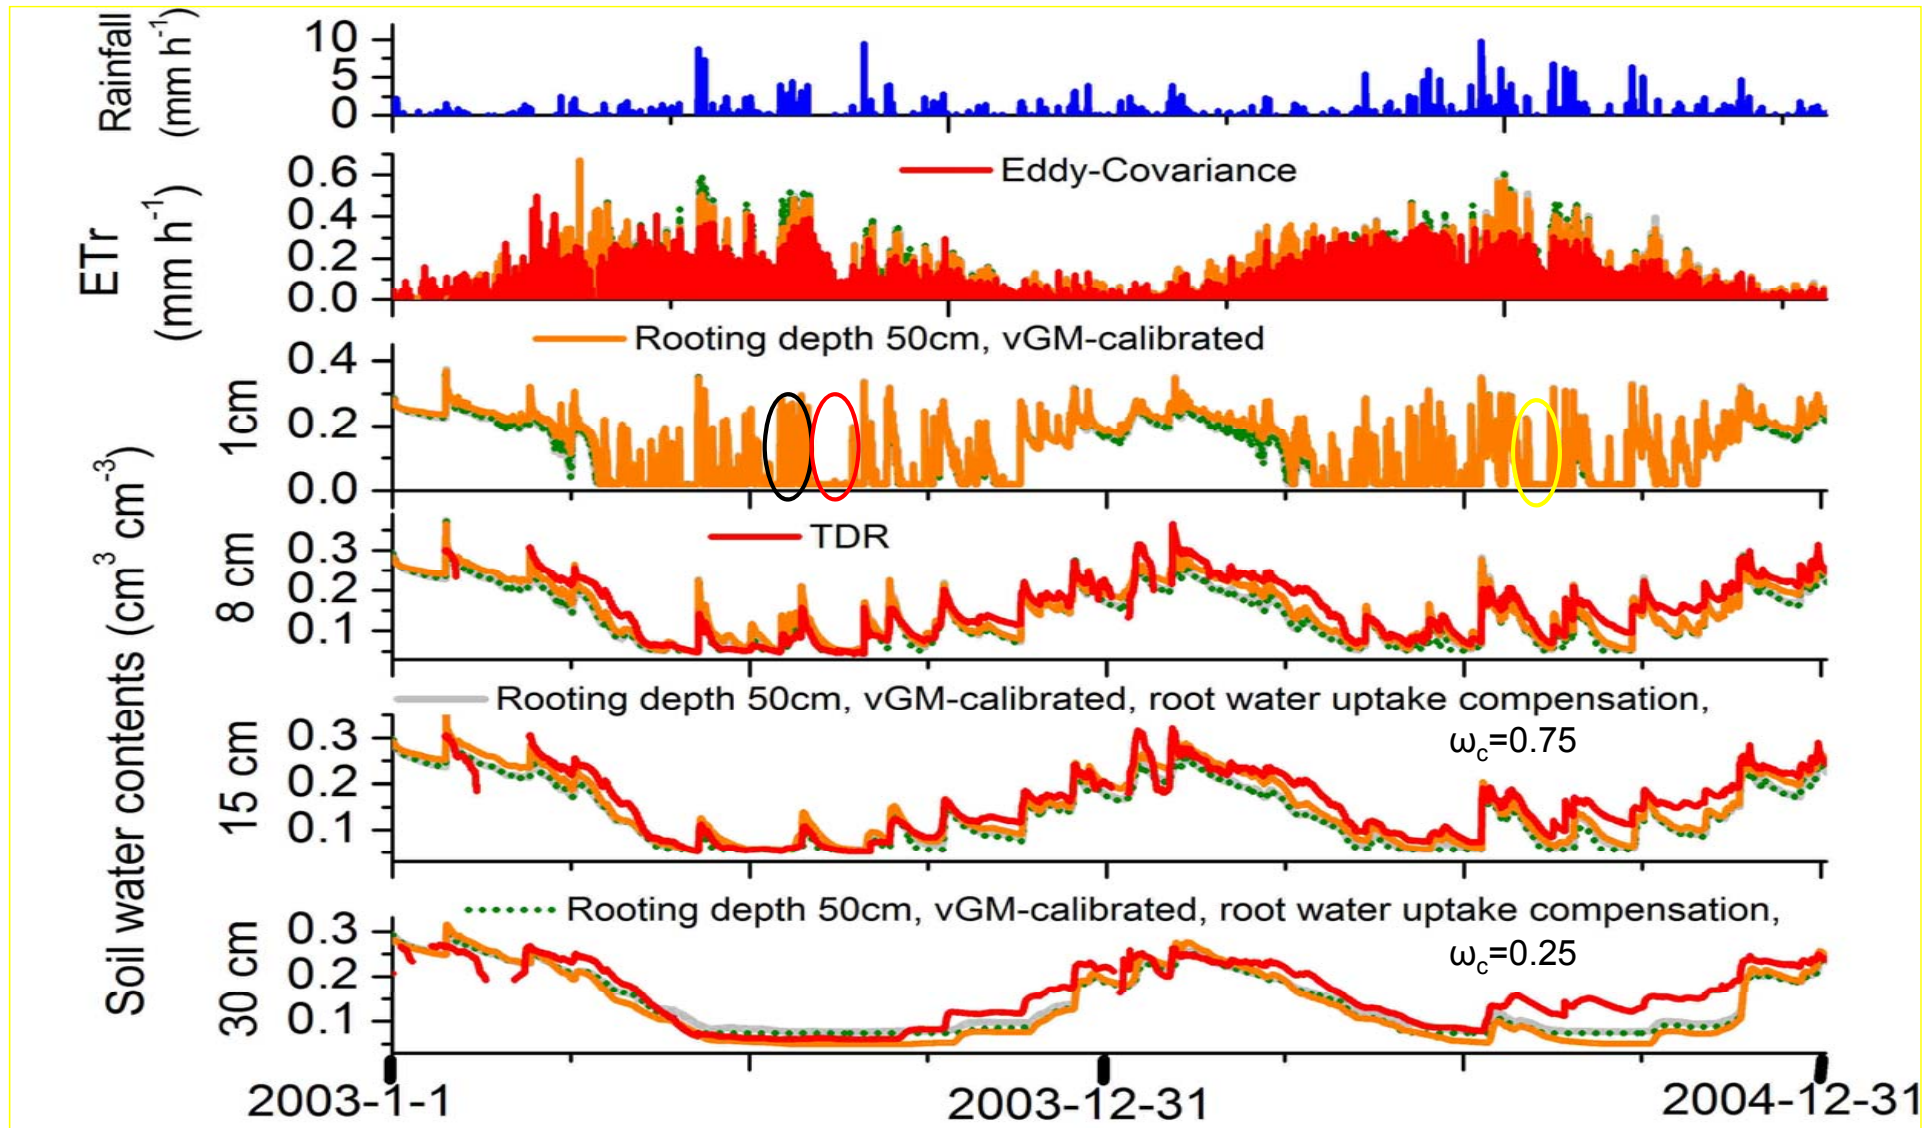 Rainfall
(mm h-1)
10
5
0
ETr
(mm h-1)
0.6
0.4
0.2
0.0
Eddy-Covariance
Soil water contents (cm3 cm-3)
Rooting depth 50cm, vGM-calibrated
1cm
0.4
0.2
0.0
TDR
8 cm
0.3
0.2
0.1
Rooting depth 50cm, vGM-calibrated, root water uptake compensation,
ωc=0.75
15 cm
0.3
0.2
0.1
Rooting depth 50cm, vGM-calibrated, root water uptake compensation,
ωc=0.25
30 cm
0.3
0.2
0.1
2003-1-1
2003-12-31
2004-12-31